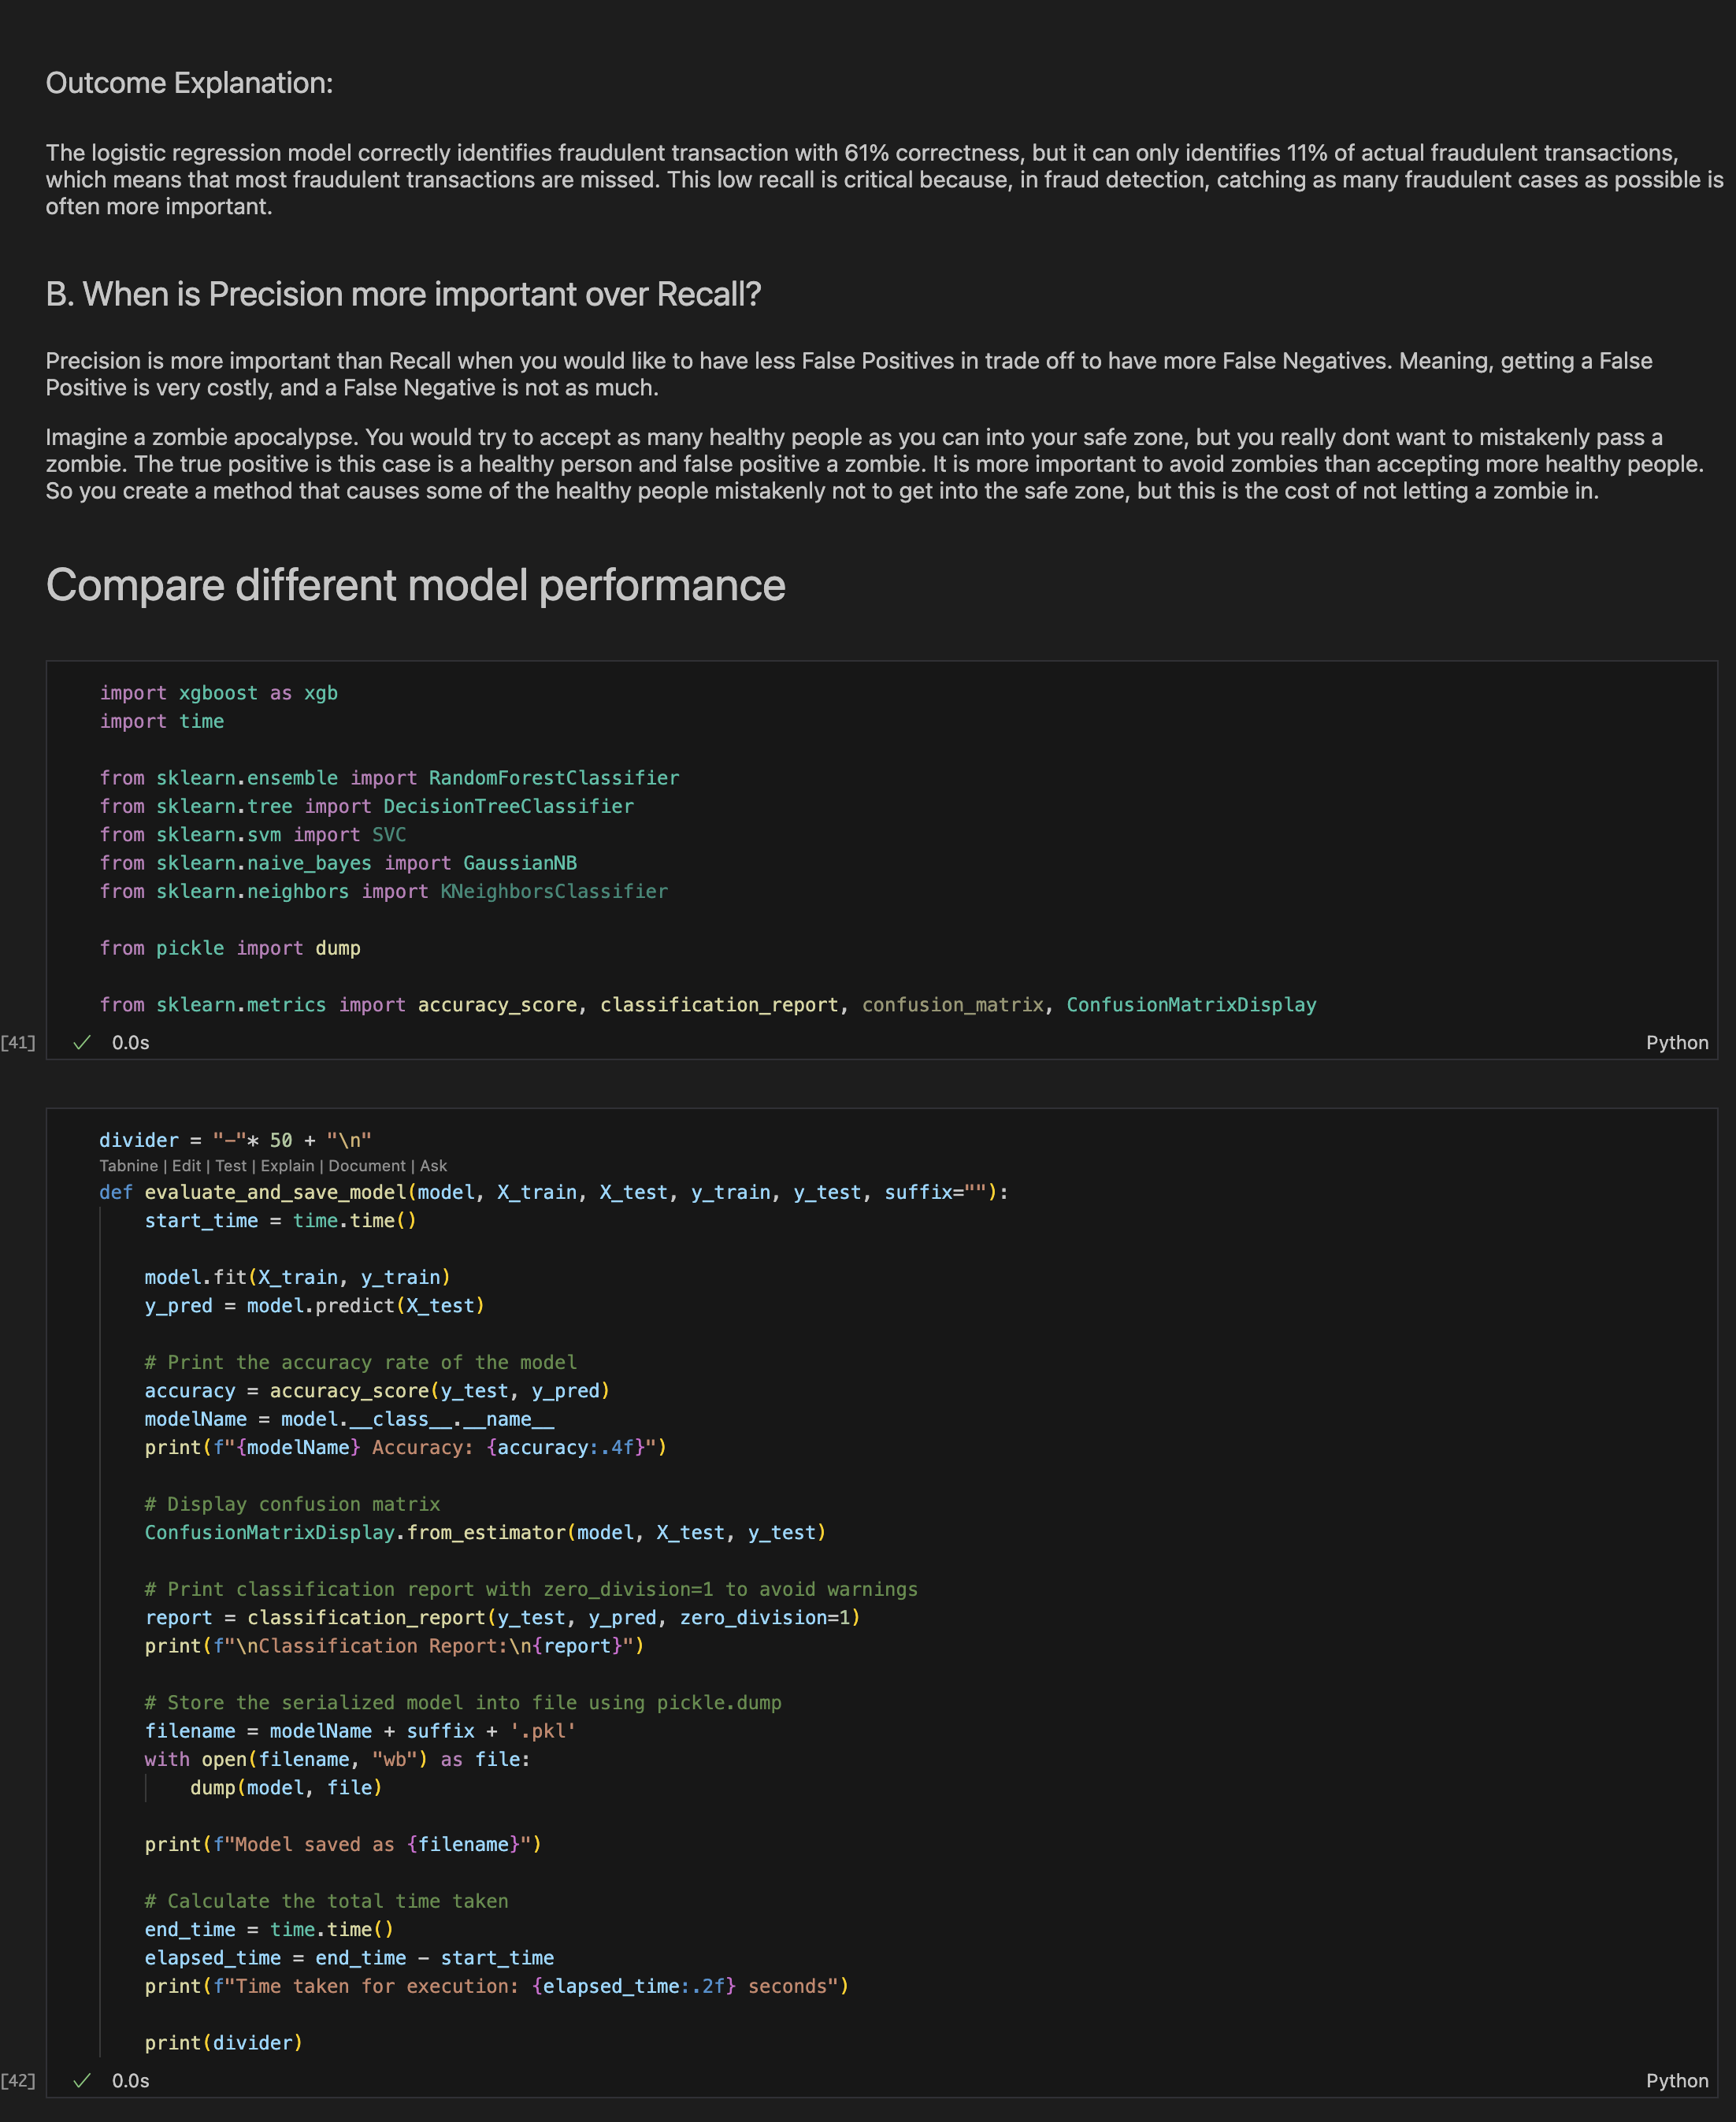 Outcome Explanation:
The logistic regression model correctly identifies fraudulent transaction with 61% correctness, but it can only identifies 11% of actual fraudulent transactions,
which means that most fraudulent transactions are missed. This low recall is critical because, in fraud detection, catching as many fraudulent cases as possible is
often more important.
B. When is Precision more important over Recall?
Precision is more important than Recall when you would like to have less False Positives in trade off to have more False Negatives. Meaning, getting a False
Positive is very costly, and a False Negative is not as much.
Imagine a zombie apocalypse. You would try to accept as many healthy people as you can into your safe zone, but you really dont want to mistakenly pass a
zombie. The true positive is this case is a healthy person and false positive a zombie. It is more important to avoid zombies than accepting more healthy people.
So you create a method that causes some of the healthy people mistakenly not to get into the safe zone, but this is the cost of not letting a zombie in.
Compare different model performance
import xgboost as xgb
import time
from sklearn.ensemble import RandomForestClassifier
from sklearn.tree import DecisionTreeClassifier
from sklearn.svm import SVC
from sklearn.naive_bayes import GaussianNB
from sklearn.neighbors import KNeighborsClassifier
from pickle import dump
from sklearn.metrics import accuracy_score, classification_report, confusion_matrix, ConfusionMatrixDisplay
[41] ✓ 0.0s Python
divider = "-"* 50 + "\n"
Tabnine | Edit | Test | Explain | Document | Ask
def evaluate_and_save_model(model, X_train, X_test, y_train, y_test, suffix=""):
    start_time = time.time()
    model.fit(X_train, y_train)
    y_pred = model.predict(X_test)
    # Print the accuracy rate of the model
    accuracy = accuracy_score(y_test, y_pred)
    modelName = model.__class__.__name__
    print(f"{modelName} Accuracy: {accuracy:.4f}")
    # Display confusion matrix
    ConfusionMatrixDisplay.from_estimator(model, X_test, y_test)
    # Print classification report with zero_division=1 to avoid warnings
    report = classification_report(y_test, y_pred, zero_division=1)
    print(f"\nClassification Report:\n{report}")
    # Store the serialized model into file using pickle.dump
    filename = modelName + suffix + '.pkl'
    with open(filename, "wb") as file:
        dump(model, file)
    print(f"Model saved as {filename}")
    # Calculate the total time taken
    end_time = time.time()
    elapsed_time = end_time - start_time
    print(f"Time taken for execution: {elapsed_time:.2f} seconds")
    print(divider)
[42] ✓ 0.0s Python